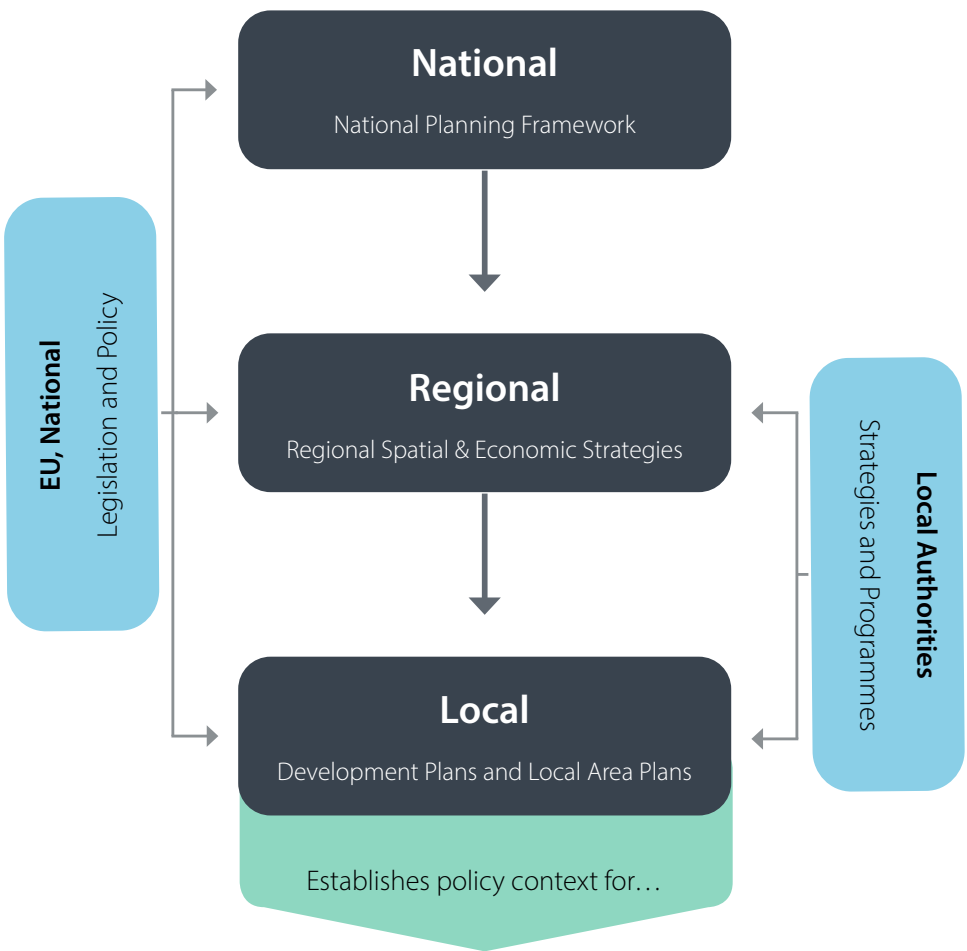 National
National Planning Framework
EU, National
Legislation and Policy
Regional
Regional Spatial & Economic Strategies
Local Authorities
Strategies and Programmes
Local
Development Plans and Local Area Plans
Establishes policy context for…